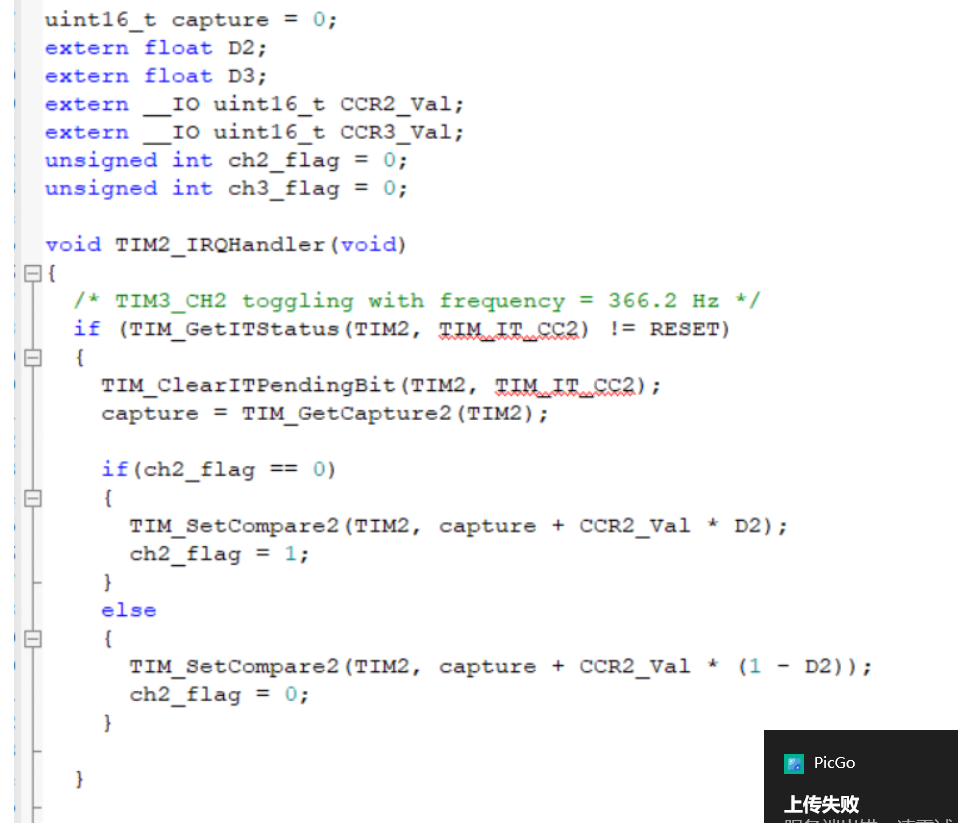 uint16_t capture = 0;
extern float D2;
extern float D3;
extern __IO uint16_t CCR2_Val;
extern __IO uint16_t CCR3_Val;
unsigned int ch2_flag = 0;
unsigned int ch3_flag = 0;
void TIM2_IRQHandler(void)
{
/* TIM3_CH2 toggling with frequency = 366.2 Hz */
if (TIM_GetITStatus(TIM2, TIM_IT_CC2) != RESET)
{
TIM_ClearITPendingBit(TIM2, TIM_IT_CC2);
capture = TIM_GetCapture2(TIM2);
if(ch2_flag == 0)
{
TIM_SetCompare2(TIM2, capture + CCR2_Val * D2);
ch2_flag = 1;
}
else
{
TIM_SetCompare2(TIM2, capture + CCR2_Val * (1 - D2));
ch2_flag = 0;
}
}
PicGo
上传失败